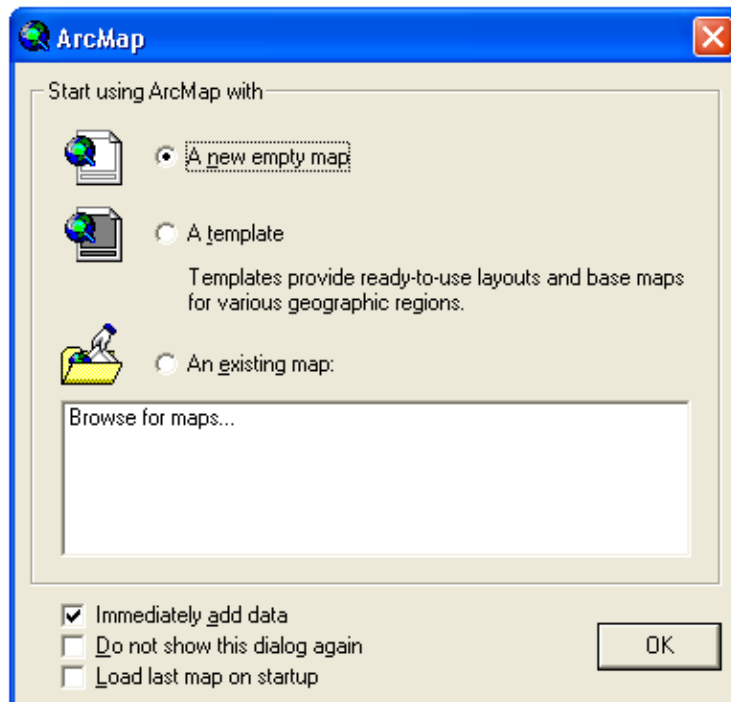 ArcMap
Start using ArcMap with
A new empty map
A template
Templates provide ready-to-use layouts and base maps
for various geographic regions.
An existing map:
Browse for maps...
Immediately add data
Do not show this dialog again
Load last map on startup
OK